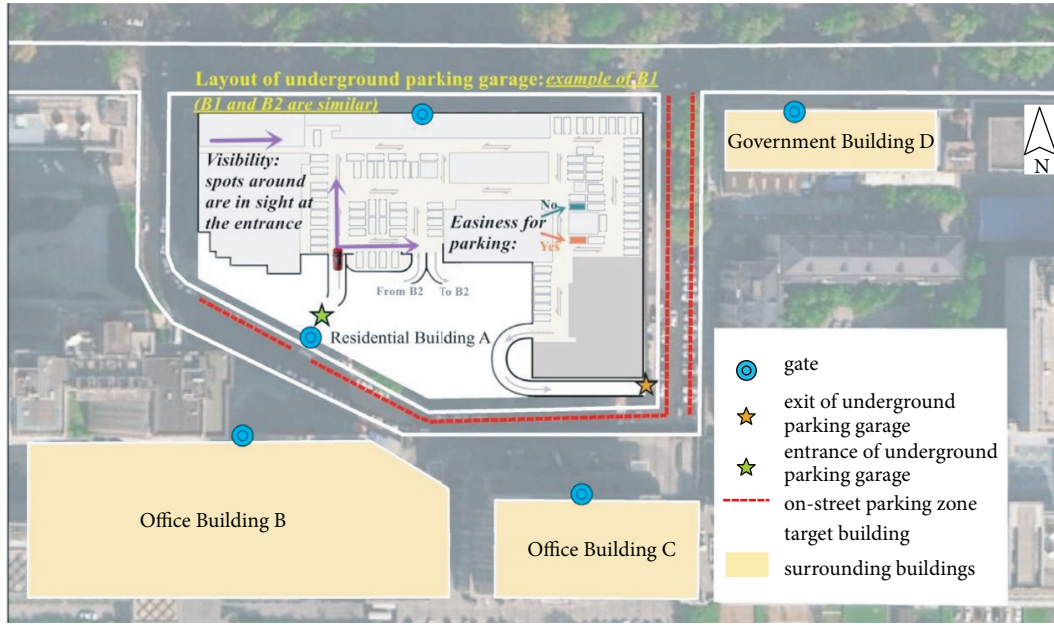 Layout of underground parking garage: example of B1
(B1 and B2 are similar)
Government Building D
N
Visibility:
spots around
are in sight at
the entrance
No
Easiness for
parking:
Yes
From B2
To B2
Residential Building A
gate
exit of underground
parking garage
entrance of underground
parking garage
on-street parking zone
target building
surrounding buildings
Office Building B
Office Building C